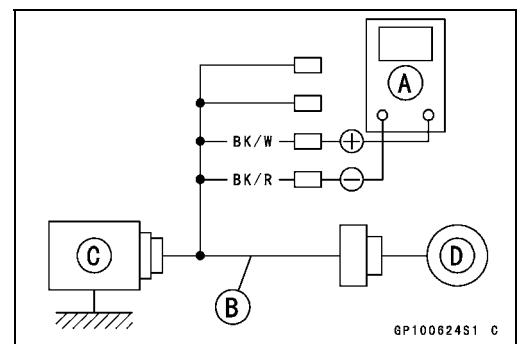 A
BK/W +
BK/R −
C
D
B
GP100624S1 C